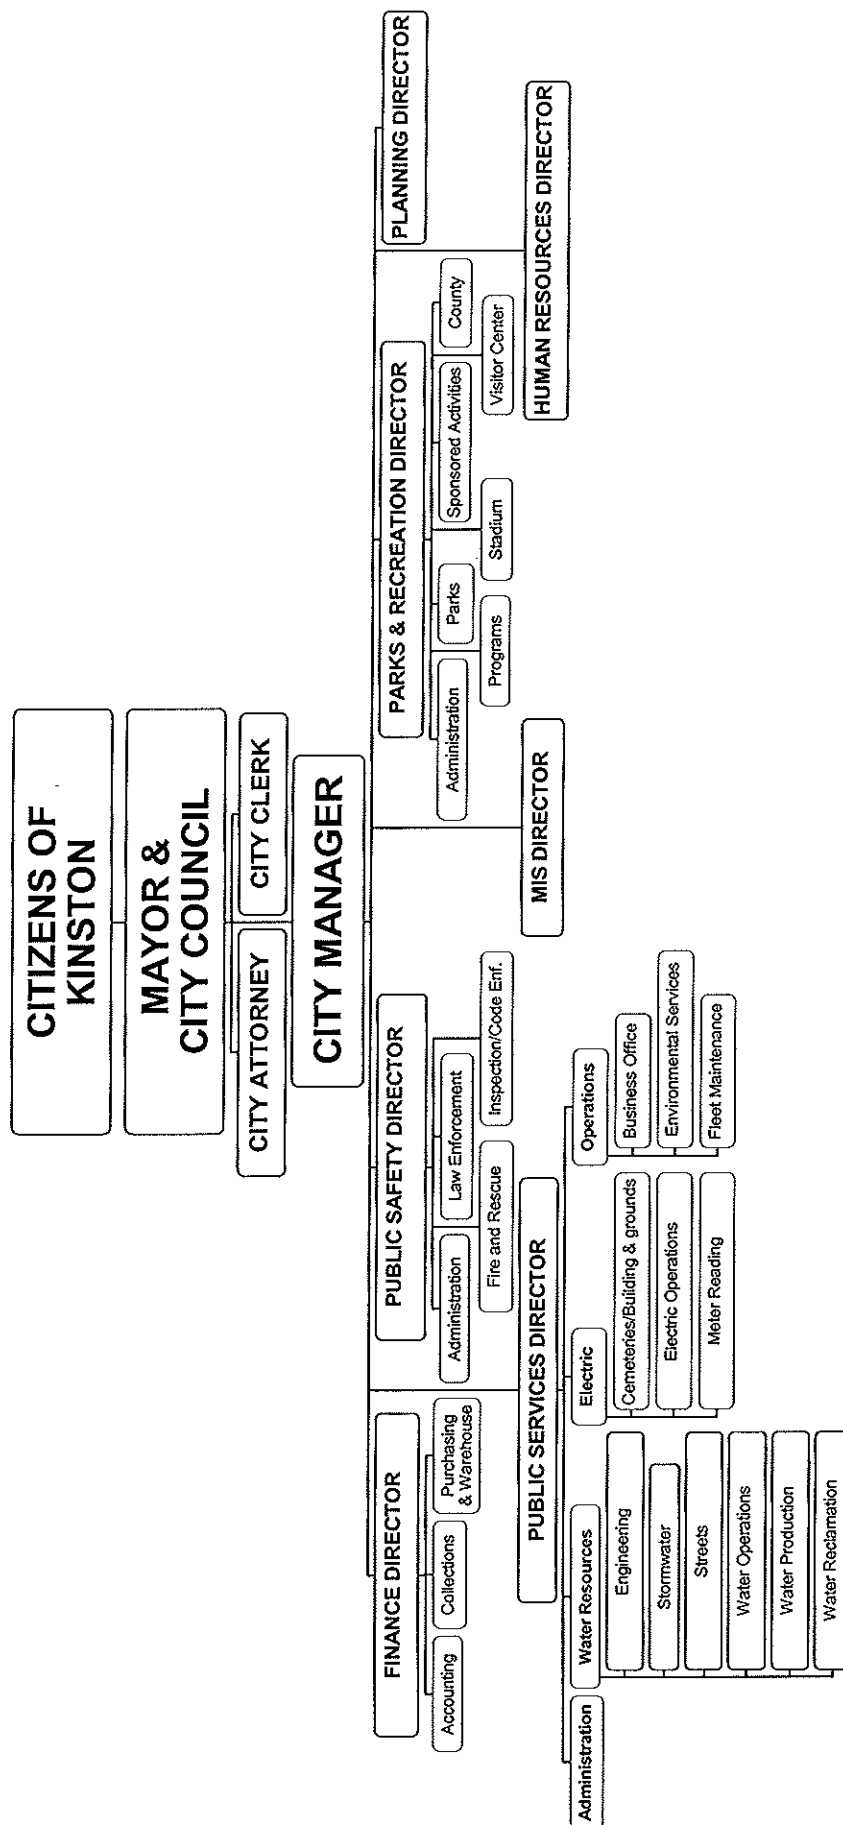 CITIZENS OF
KINSTON
MAYOR &
CITY COUNCIL
CITY ATTORNEY
CITY CLERK
CITY MANAGER
FINANCE DIRECTOR
Accounting
Collections
Purchasing
& Warehouse
PUBLIC SAFETY DIRECTOR
Administration
Law Enforcement
Fire and Rescue
Inspection/Code Enf.
PARKS & RECREATION DIRECTOR
Administration
Parks
Sponsored Activities
County
Programs
Stadium
Visitor Center
PLANNING DIRECTOR
PUBLIC SERVICES DIRECTOR
MIS DIRECTOR
HUMAN RESOURCES DIRECTOR
Administration
Water Resources
Engineering
Stormwater
Streets
Water Operations
Water Production
Water Reclamation
Electric
Cemeteries/Building & grounds
Electric Operations
Meter Reading
Operations
Business Office
Environmental Services
Fleet Maintenance